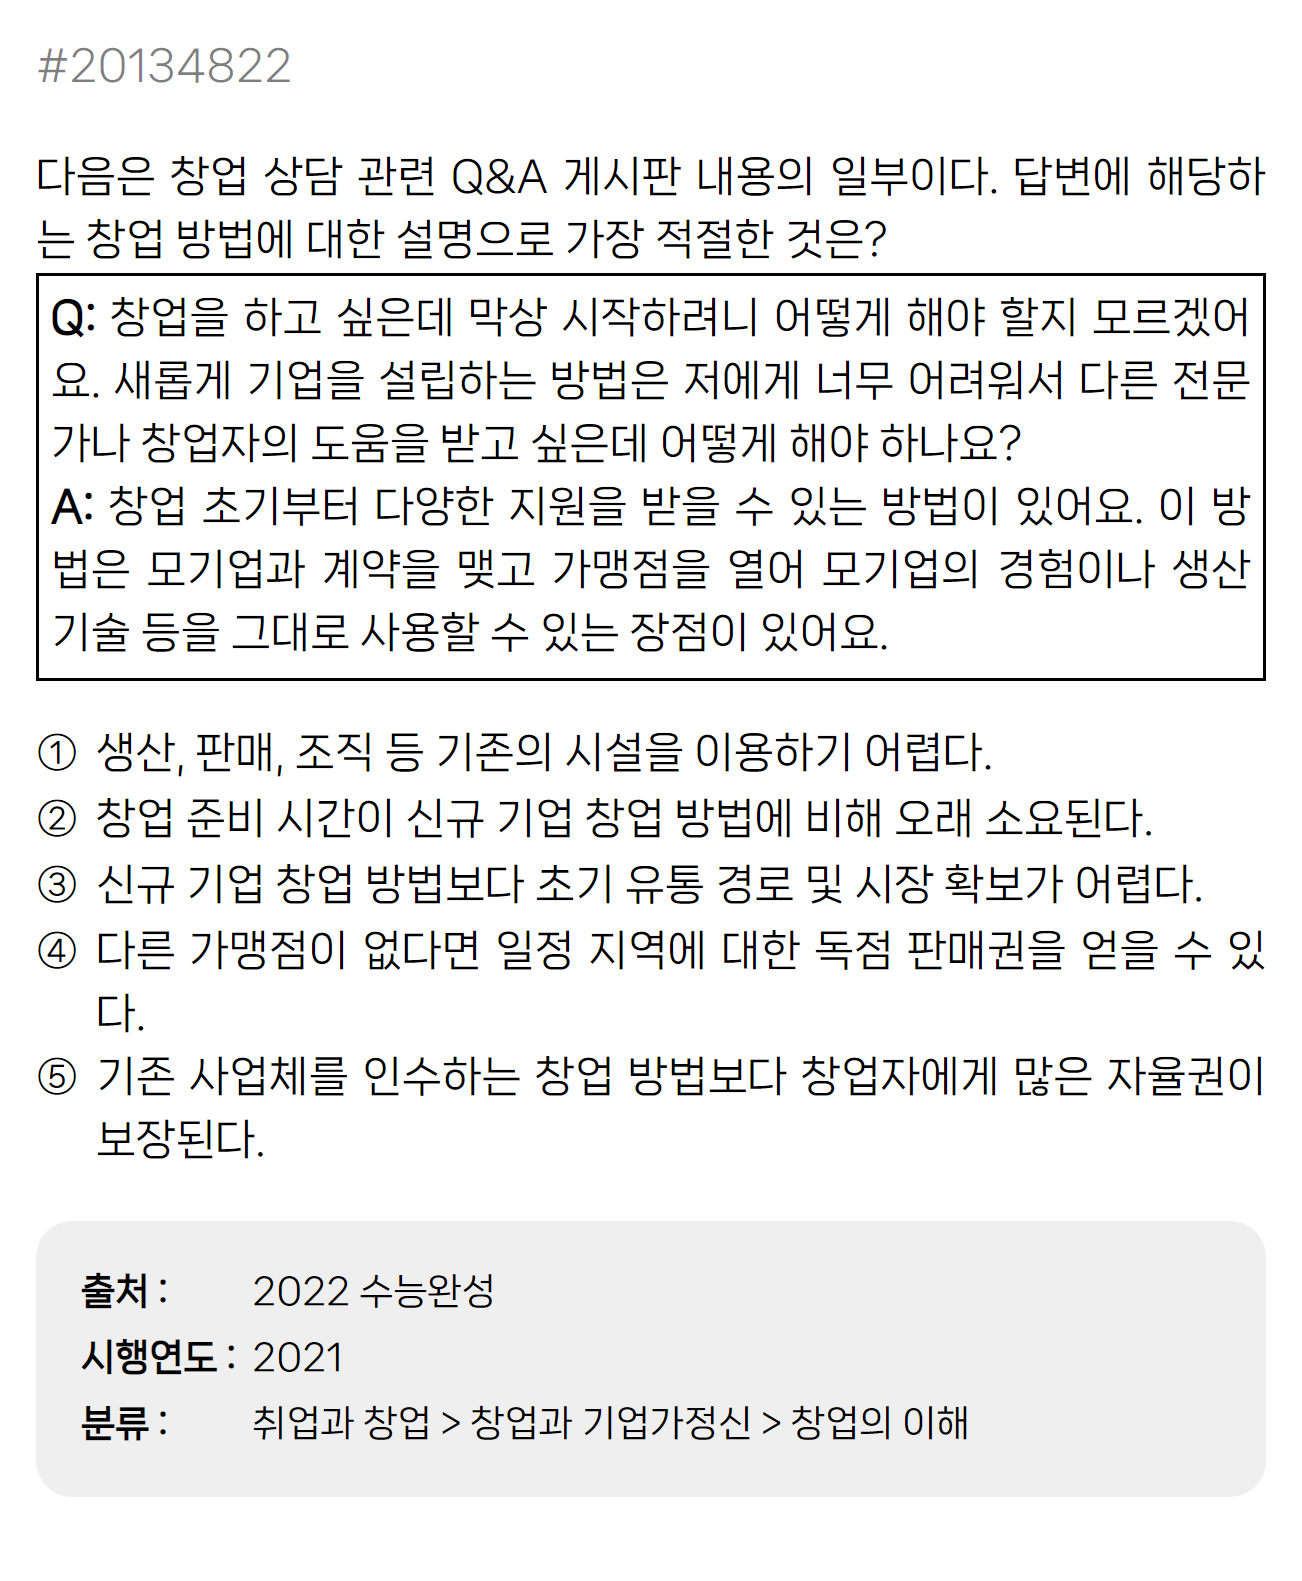 #20134822
다음은 창업 상담 관련 Q&A 게시판 내용의 일부이다. 답변에 해당하
는 창업 방법에 대한 설명으로 가장 적절한 것은?
Q: 창업을 하고 싶은데 막상 시작하려니 어떻게 해야 할지 모르겠어
요. 새롭게 기업을 설립하는 방법은 저에게 너무 어려워서 다른 전문
가나 창업자의 도움을 받고 싶은데 어떻게 해야 하나요?
A: 창업 초기부터 다양한 지원을 받을 수 있는 방법이 있어요. 이 방
법은 모기업과 계약을 맺고 가맹점을 열어 모기업의 경험이나 생산
기술 등을 그대로 사용할 수 있는 장점이 있어요.
① 생산, 판매, 조직 등 기존의 시설을 이용하기 어렵다.
② 창업 준비 시간이 신규 기업 창업 방법에 비해 오래 소요된다.
③ 신규 기업 창업 방법보다 초기 유통 경로 및 시장 확보가 어렵다.
④ 다른 가맹점이 없다면 일정 지역에 대한 독점 판매권을 얻을 수 있
다.
⑤ 기존 사업체를 인수하는 창업 방법보다 창업자에게 많은 자율권이
보장된다.
출처 : 2022 수능완성
시행연도 : 2021
분류 : 취업과 창업 > 창업과 기업가정신 > 창업의 이해